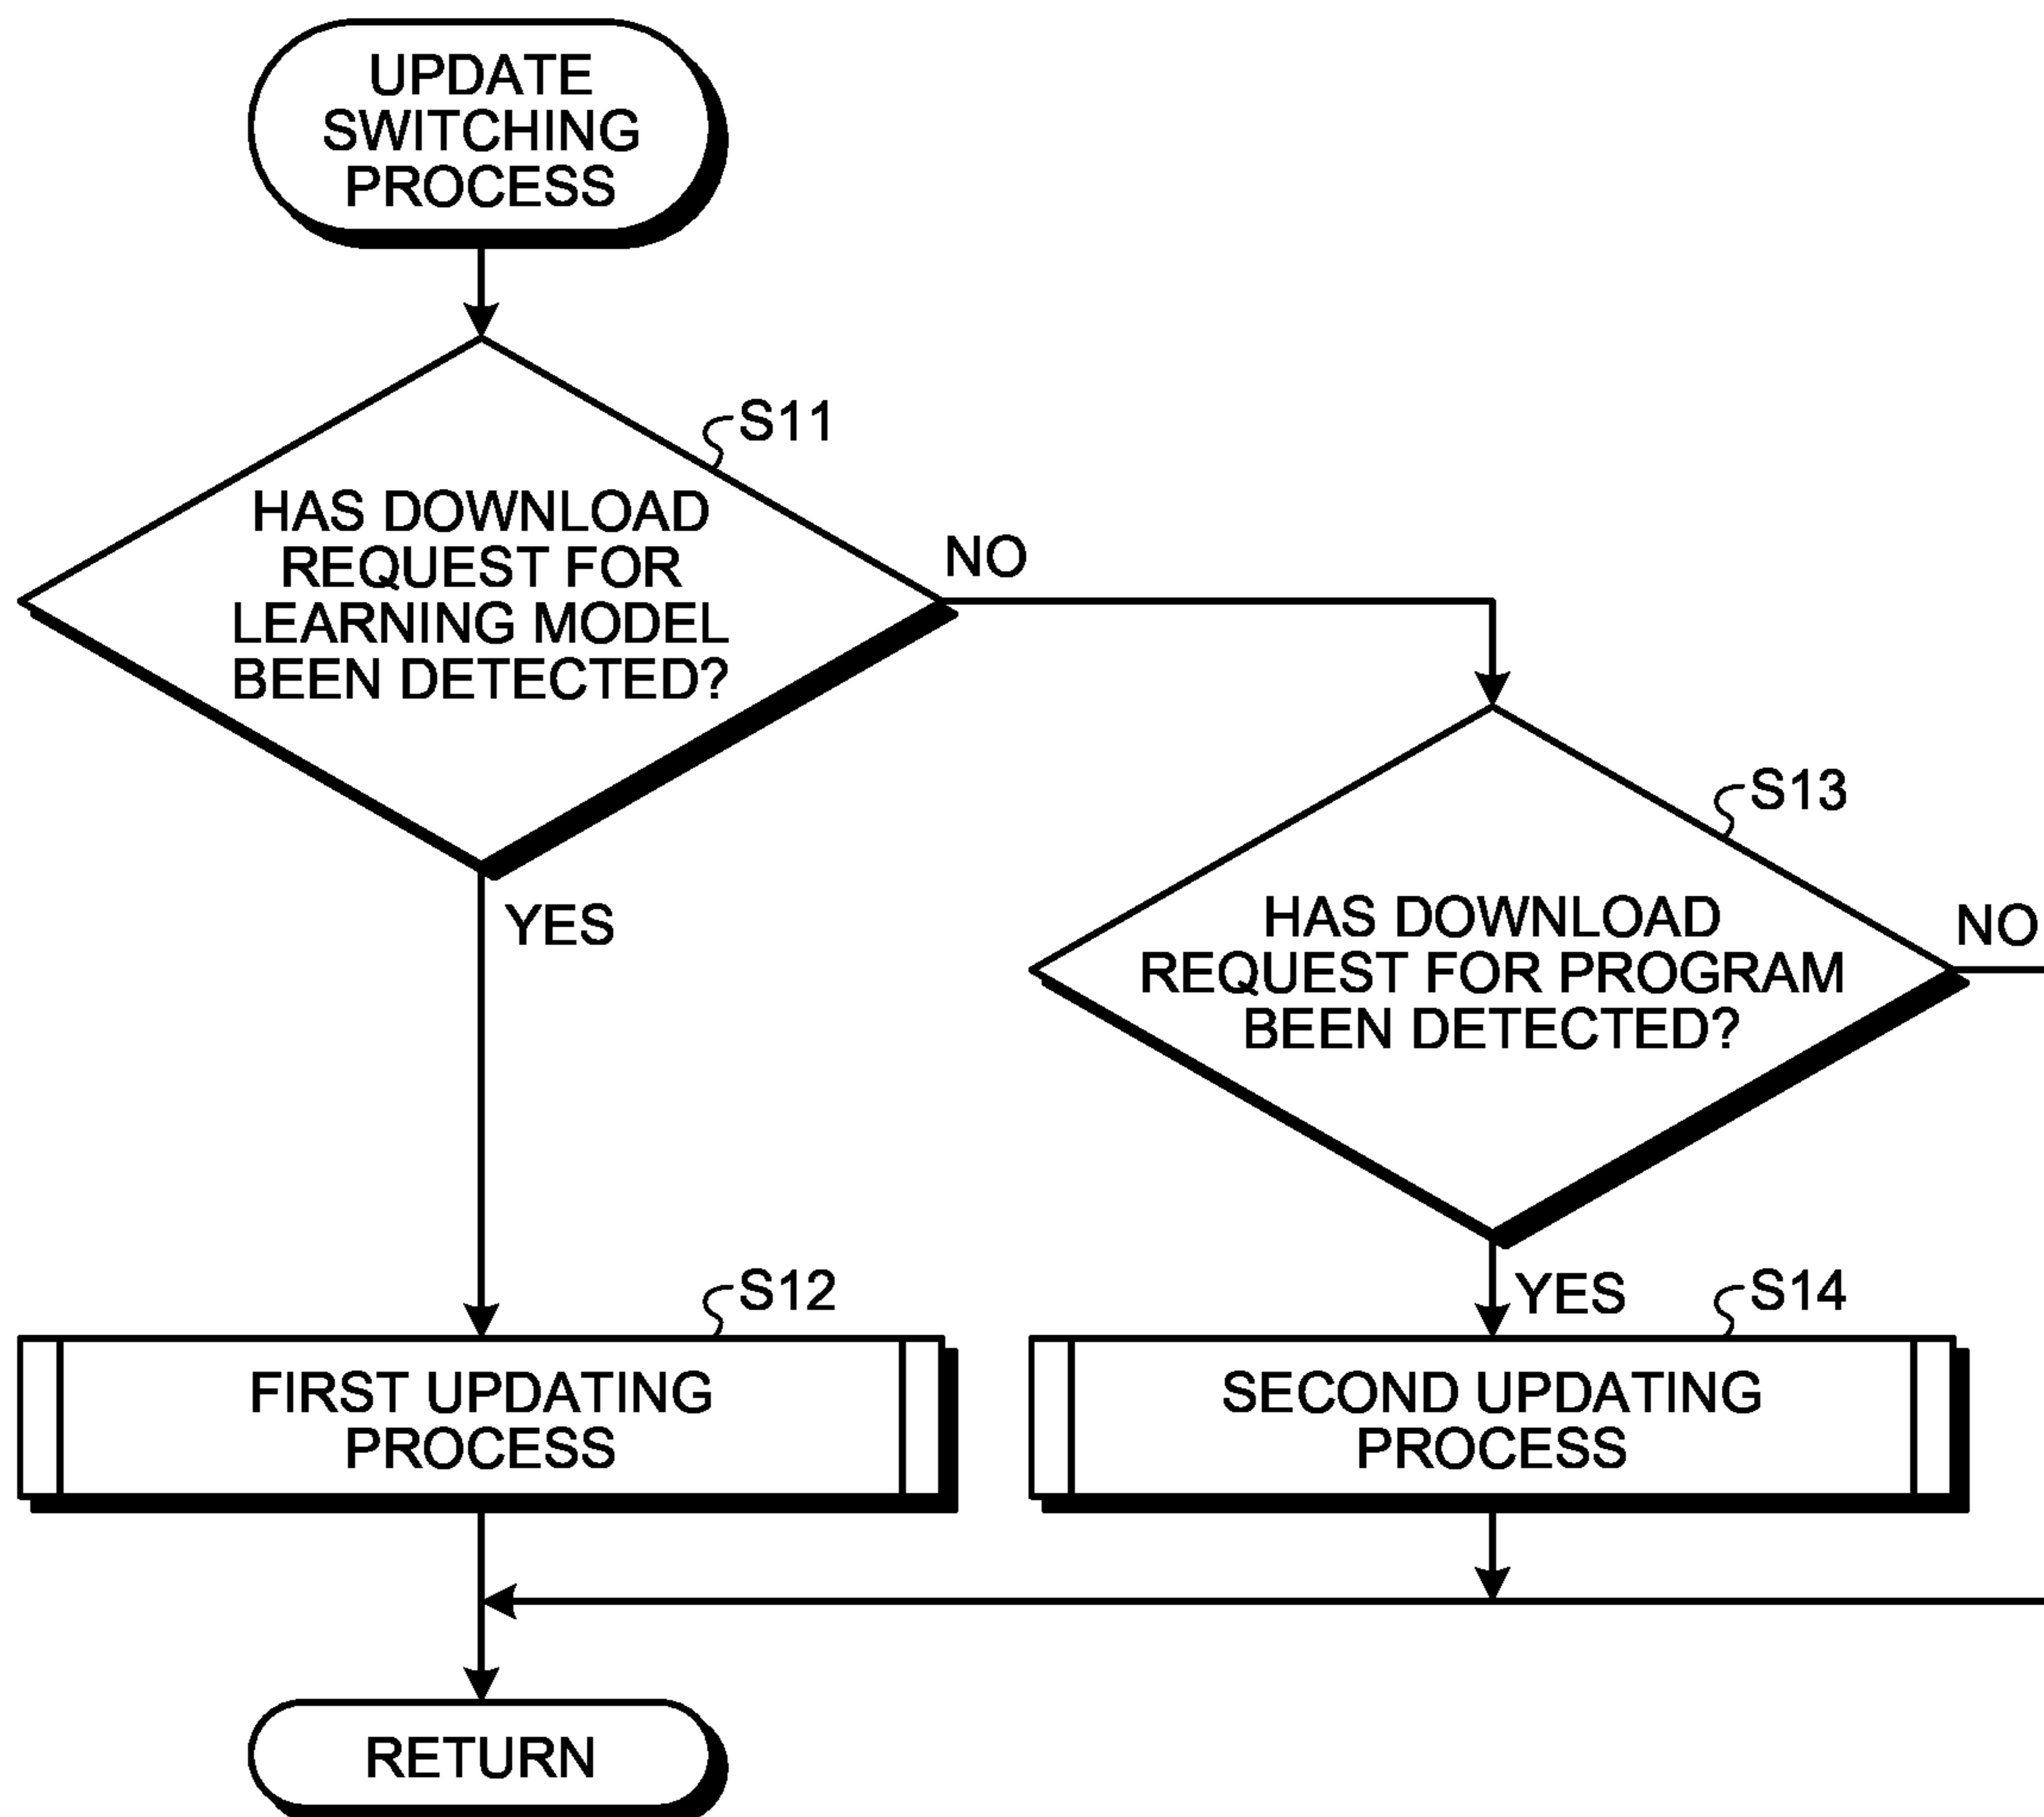 UPDATE
SWITCHING
PROCESS
S11
HAS DOWNLOAD
REQUEST FOR
LEARNING MODEL
BEEN DETECTED?
NO
YES
S13
HAS DOWNLOAD
REQUEST FOR PROGRAM
BEEN DETECTED?
NO
YES
S12
FIRST UPDATING
PROCESS
S14
SECOND UPDATING
PROCESS
RETURN